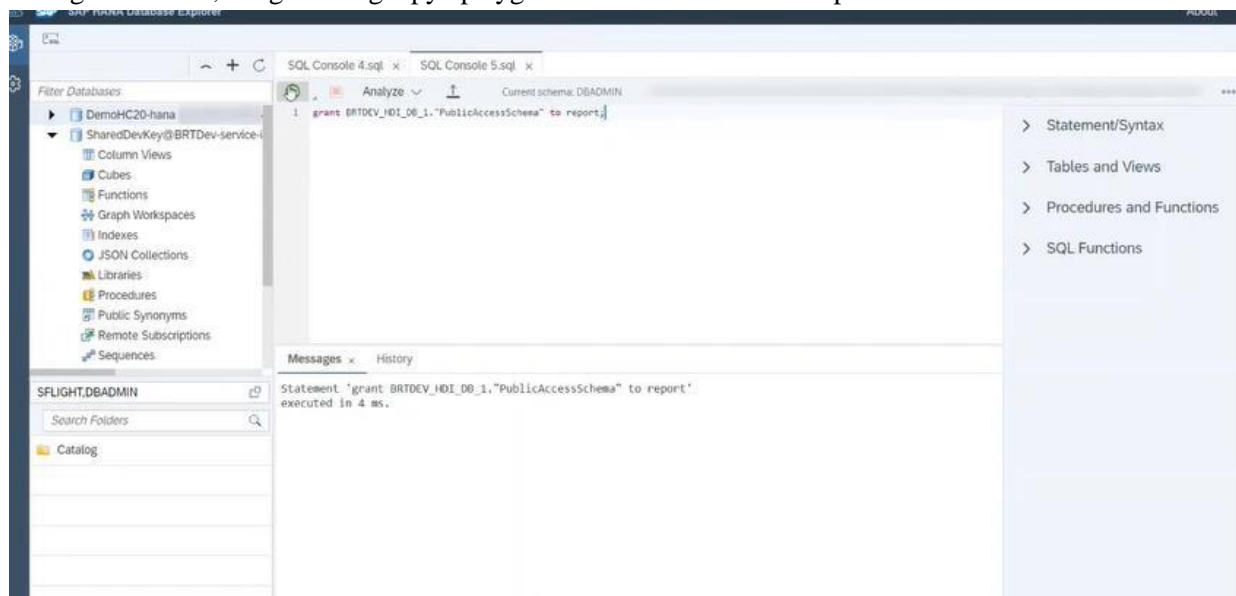 SAP HANA Database Explorer
About
SQL Console 4.sql × SQL Console 5.sql ×
Filter Databases
Analyze Current schema: DBADMIN
1 grant BRTDEV_HDI_DB_1."PublicAccessSchema" to report;
DemoHC20-hana
SharedDevKey@BRTDev-service-i
Column Views
Cubes
Functions
Graph Workspaces
Indexes
JSON Collections
Libraries
Procedures
Public Synonyms
Remote Subscriptions
Sequences
Statement/Syntax
Tables and Views
Procedures and Functions
SQL Functions
Messages × History
Statement 'grant BRTDEV_HDI_DB_1."PublicAccessSchema" to report'
executed in 4 ms.
SFLIGHT,DBADMIN
Search Folders
Catalog